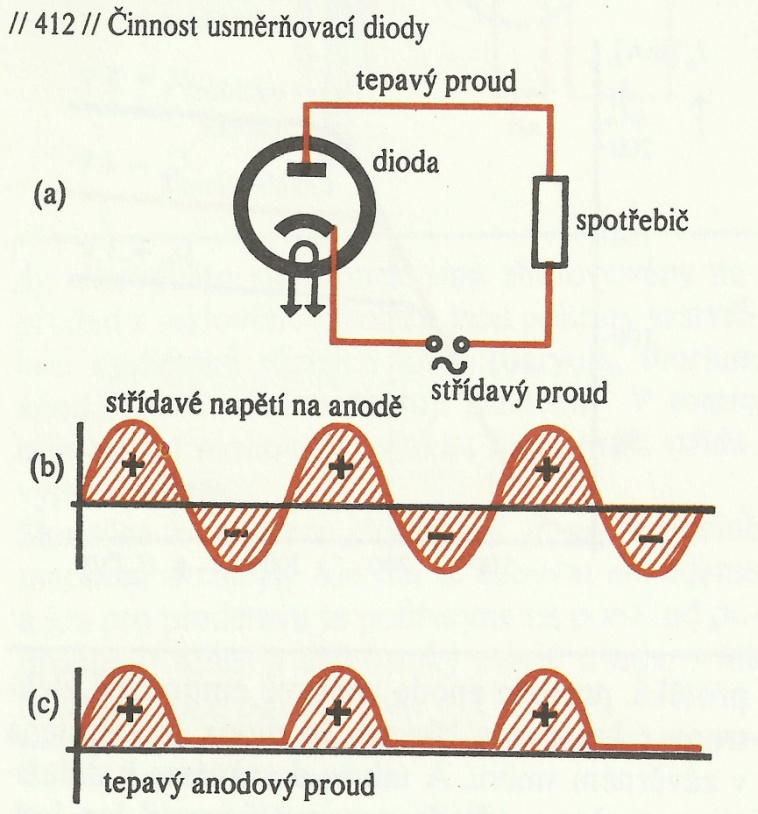 // 412 // Činnost usměrňovací diody
tepavý proud
(a)
dioda
spotřebič
střídavý proud
střídavé napětí na anodě
(b)
+ + +
- - -
(c)
+ + +
tepavý anodový proud